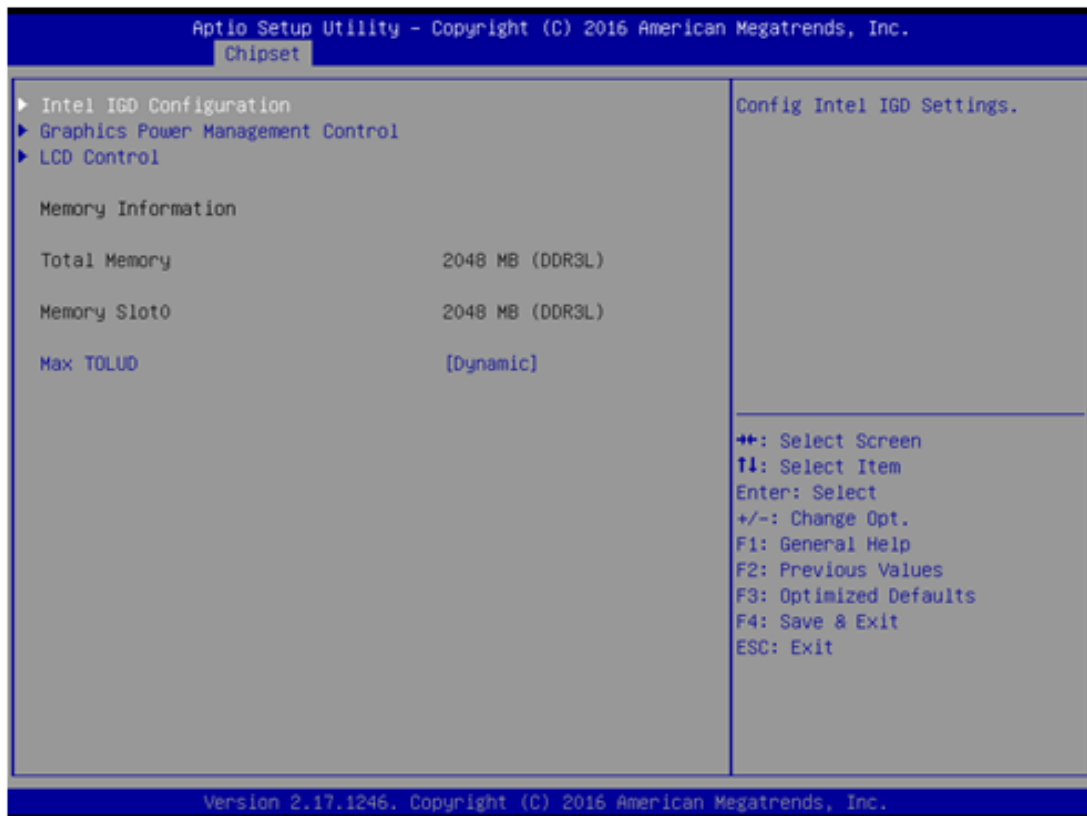 Aptio Setup Utility – Copyright (C) 2016 American Megatrends, Inc.
Chipset
Intel IGD Configuration
Graphics Power Management Control
LCD Control
Memory Information
Total Memory 2048 MB (DDR3L)
Memory Slot0 2048 MB (DDR3L)
Max TOLUD [Dynamic]
Config Intel IGD Settings.
→←: Select Screen
↑↓: Select Item
Enter: Select
+/-: Change Opt.
F1: General Help
F2: Previous Values
F3: Optimized Defaults
F4: Save & Exit
ESC: Exit
Version 2.17.1246. Copyright (C) 2016 American Megatrends, Inc.